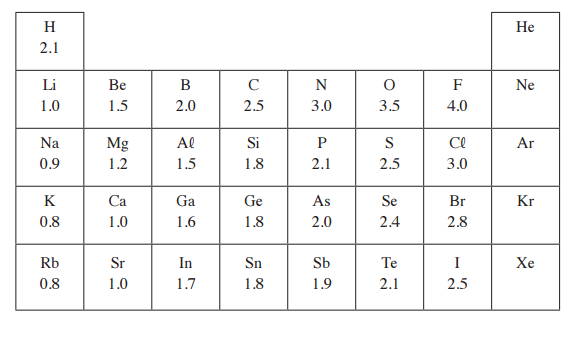 H He
2.1
Li Be B C N O F Ne
1.0 1.5 2.0 2.5 3.0 3.5 4.0
Na Mg Aℓ Si P S Cℓ Ar
0.9 1.2 1.5 1.8 2.1 2.5 3.0
K Ca Ga Ge As Se Br Kr
0.8 1.0 1.6 1.8 2.0 2.4 2.8
Rb Sr In Sn Sb Te I Xe
0.8 1.0 1.7 1.8 1.9 2.1 2.5